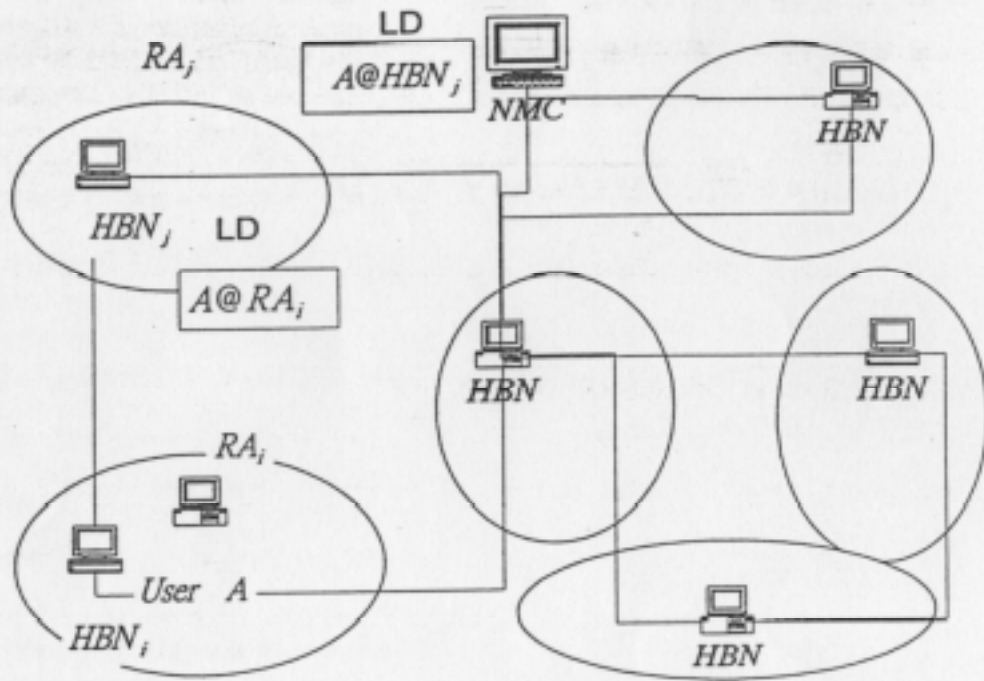 LD
RA_j
A@HBN_j
NMC
HBN
HBN_j
LD
A@RA_i
HBN
HBN
RA_i
User A
HBN_i
HBN